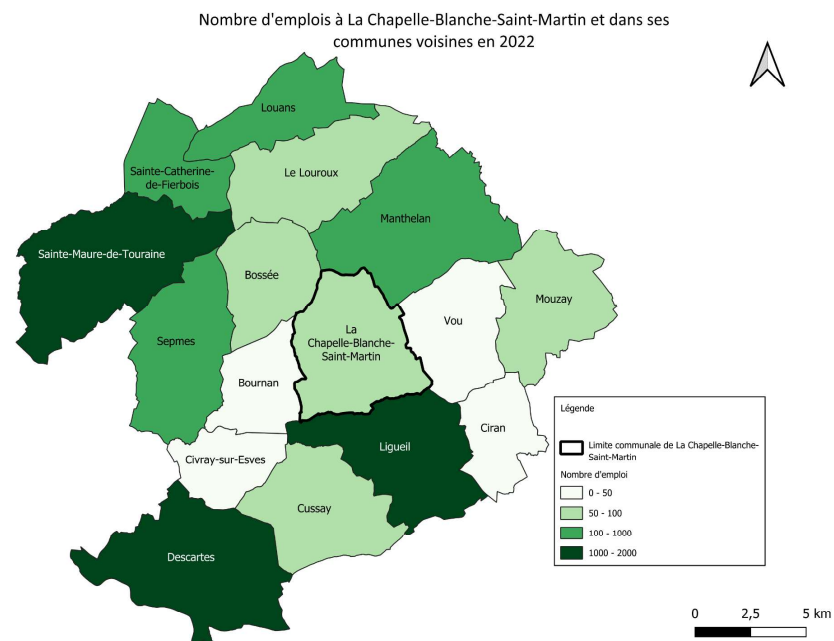 Nombre d'emplois à La Chapelle-Blanche-Saint-Martin et dans ses
communes voisines en 2022
Louans
Sainte-Catherine-
de-Fierbois
Le Louroux
Manthelan
Sainte-Maure-de-Touraine
Bossée
Mouzay
Vou
La
Chapelle-Blanche-
Saint-Martin
Sepmes
Bournan
Ciran
Ligueil
Civray-sur-Esves
Cussay
Descartes
Légende
Limite communale de La Chapelle-Blanche-
Saint-Martin
Nombre d'emploi
0 - 50
50 - 100
100 - 1000
1000 - 2000
0 2,5 5 km